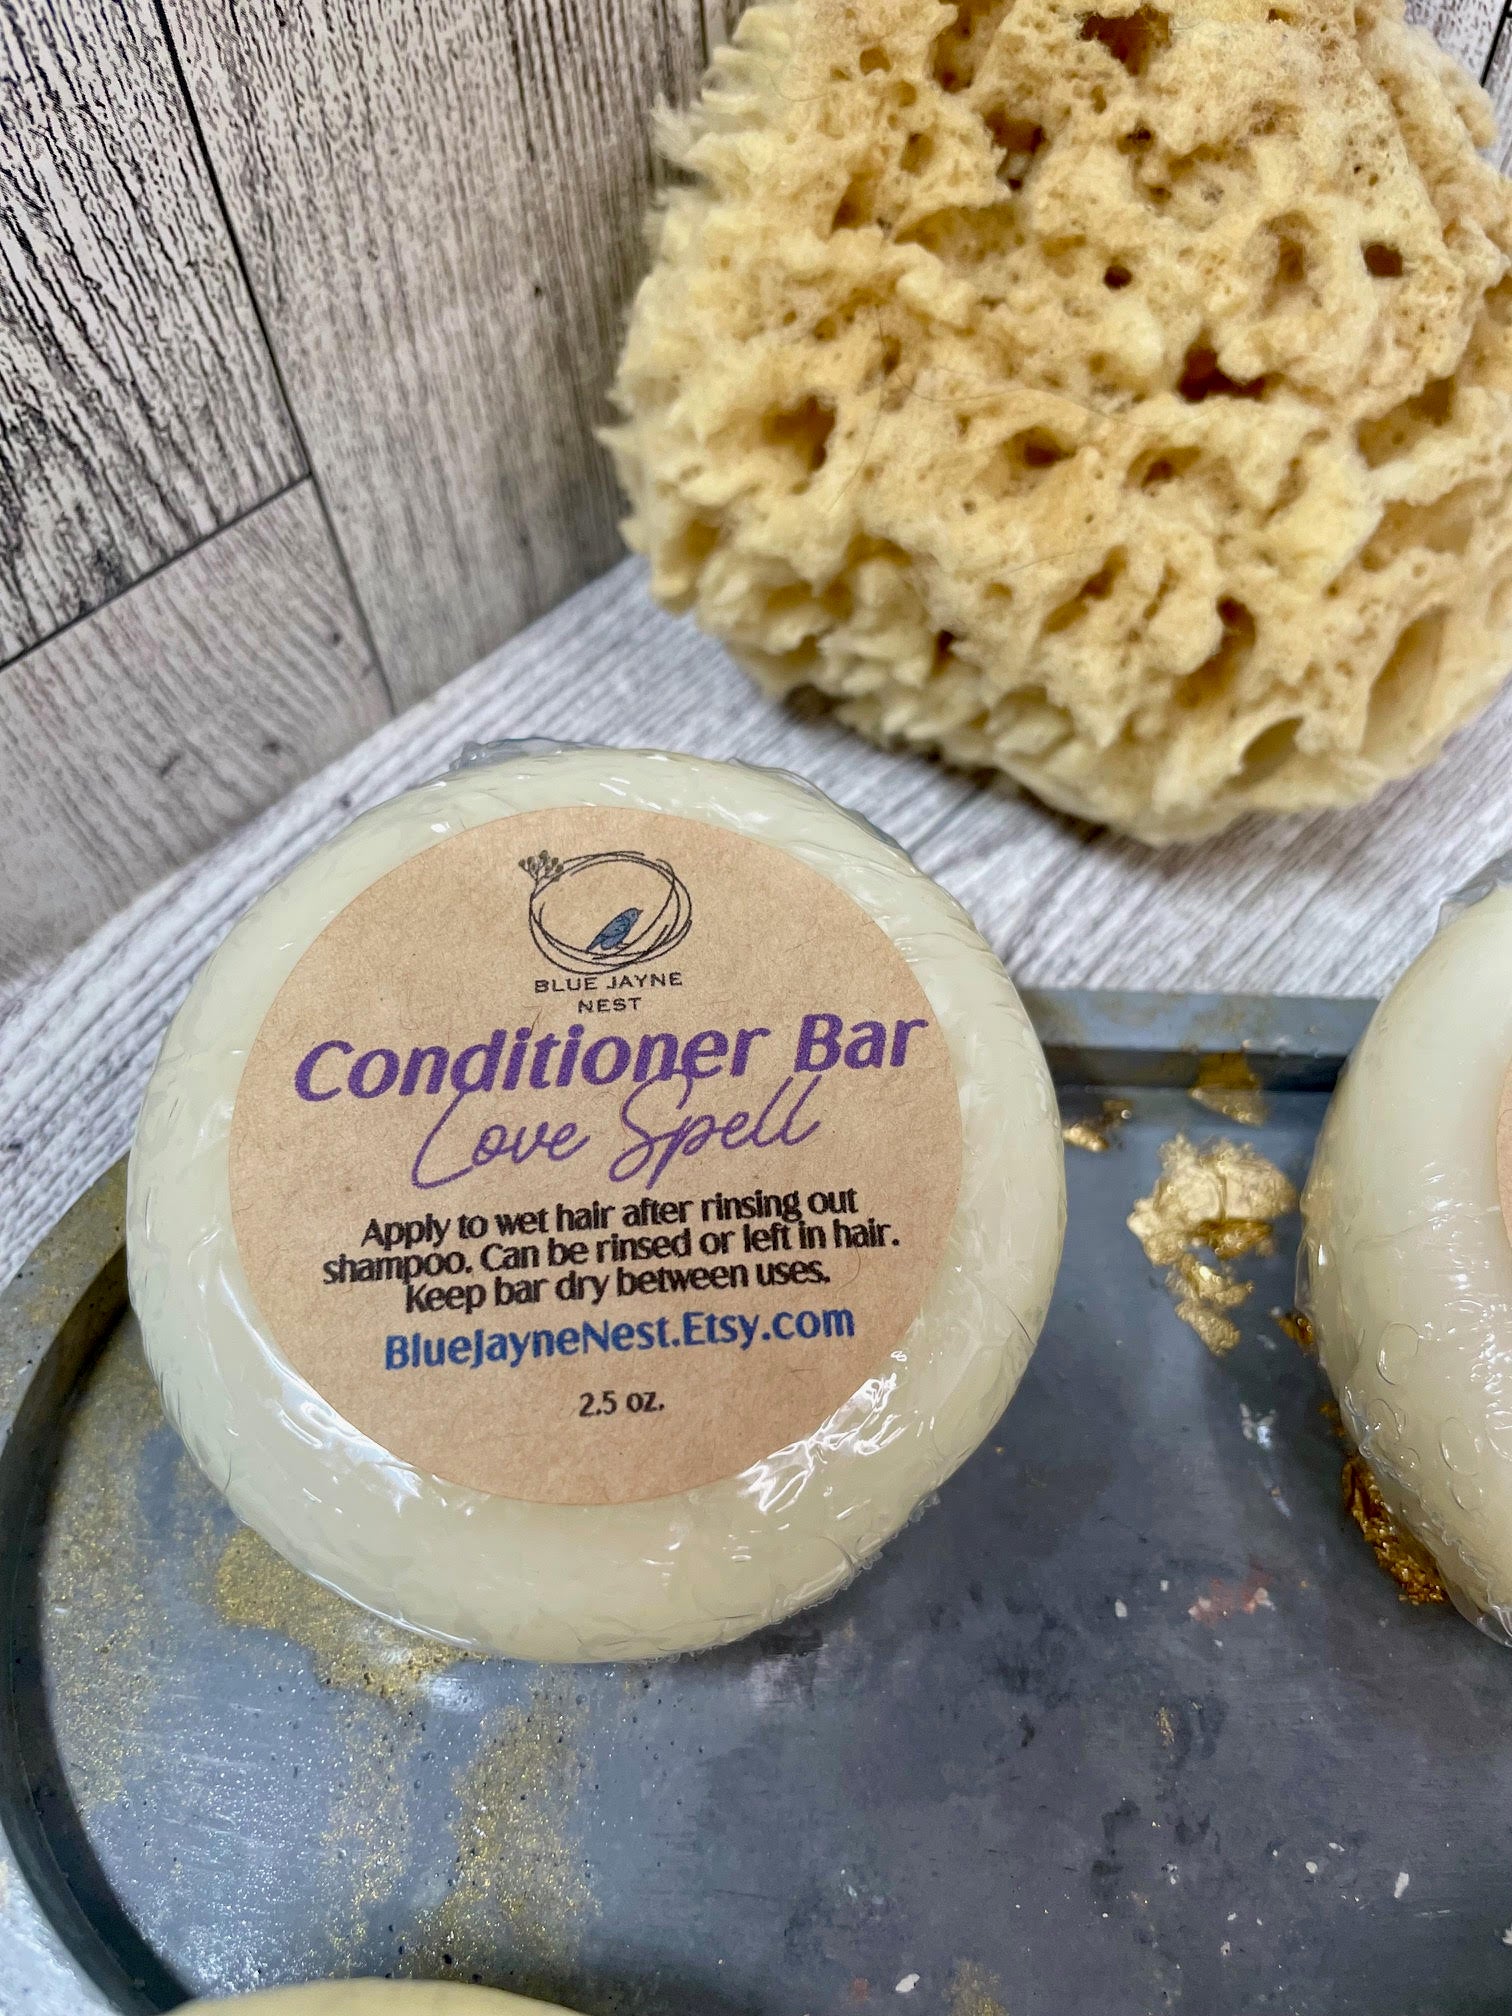 BLUE JAYNE
NEST
Conditioner Bar
Love Spell
Apply to wet hair after rinsing out
shampoo. Can be rinsed or left in hair.
Keep bar dry between uses.
BlueJayneNest.Etsy.com
2.5 oz.